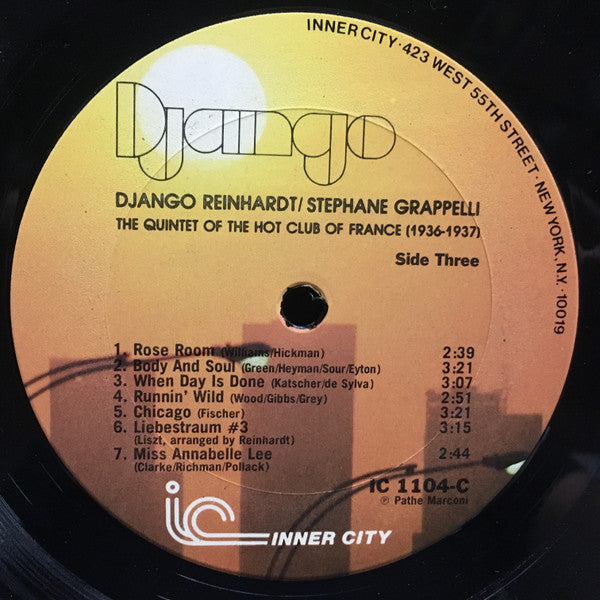 INNER CITY · 423 WEST 55TH STREET · NEW YORK, N.Y. 10019
Django
DJANGO REINHARDT/STEPHANE GRAPPELLI
THE QUINTET OF THE HOT CLUB OF FRANCE (1936-1937)
Side Three
1. Rose Room (Williams/Hickman) 2:39
2. Body And Soul (Green/Heyman/Sour/Eyton) 3:21
3. When Day Is Done (Katscher/de Sylva) 3:07
4. Runnin' Wild (Wood/Gibbs/Grey) 2:51
5. Chicago (Fischer) 3:21
6. Liebestraum #3 3:15
(Liszt, arranged by Reinhardt)
7. Miss Annabelle Lee 2:44
(Clarke/Richman/Pollack)
IC 1104-C
℗ Pathe Marconi
ic INNER CITY